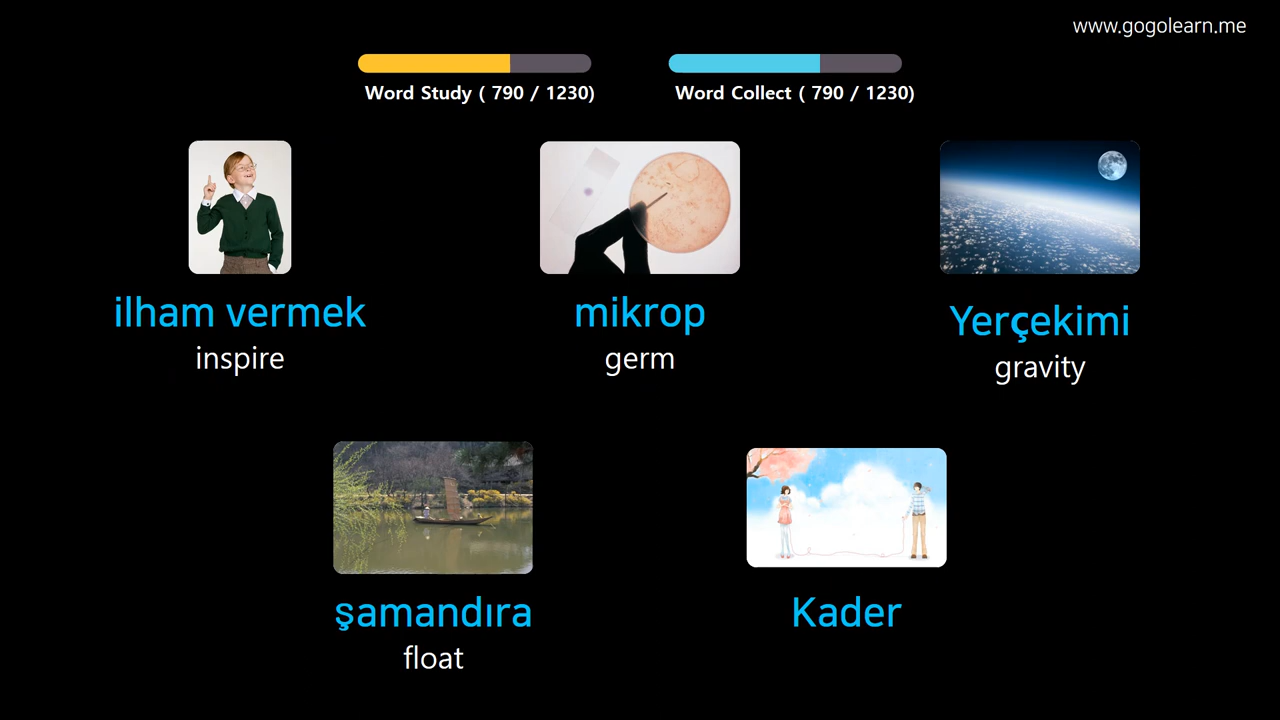 www.gogolearn.me
Word Study ( 790 / 1230)
Word Collect ( 790 / 1230)
ilham vermek
inspire
mikrop
germ
Yerçekimi
gravity
şamandıra
float
Kader